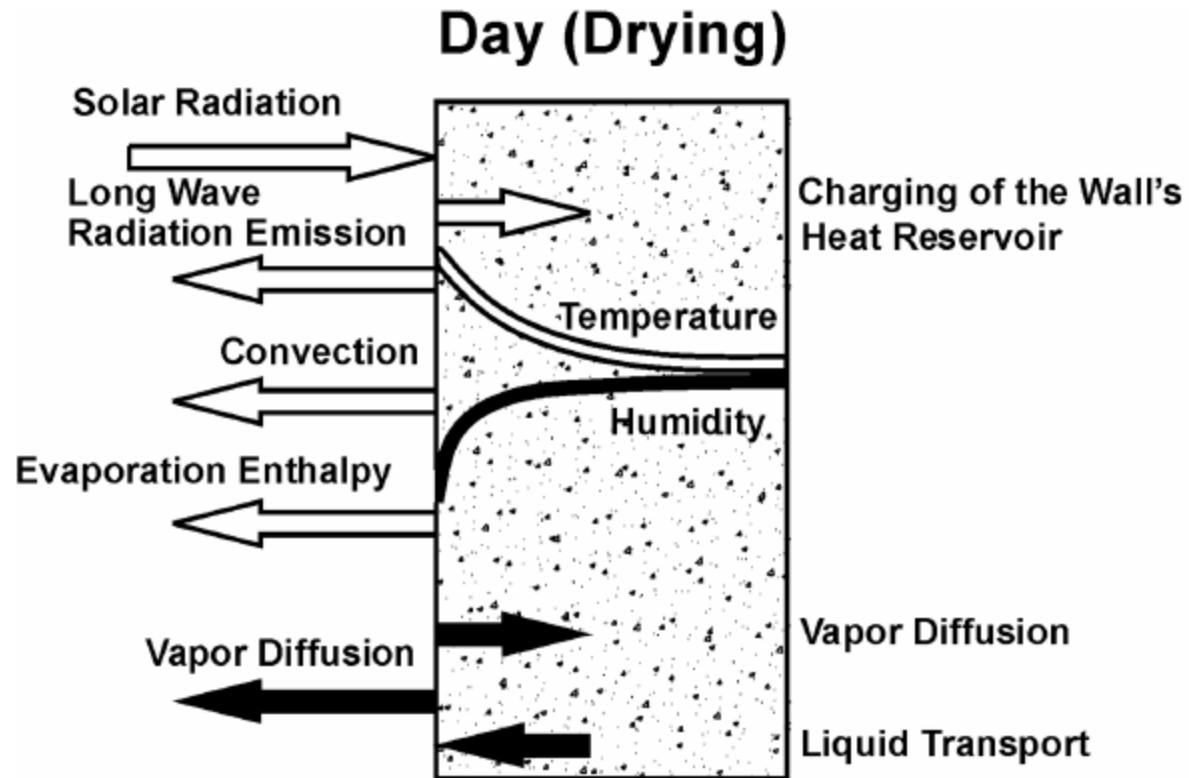 Day (Drying)
Solar Radiation
Long Wave
Radiation Emission
Charging of the Wall's
Heat Reservoir
Temperature
Convection
Humidity
Evaporation Enthalpy
Vapor Diffusion
Vapor Diffusion
Liquid Transport